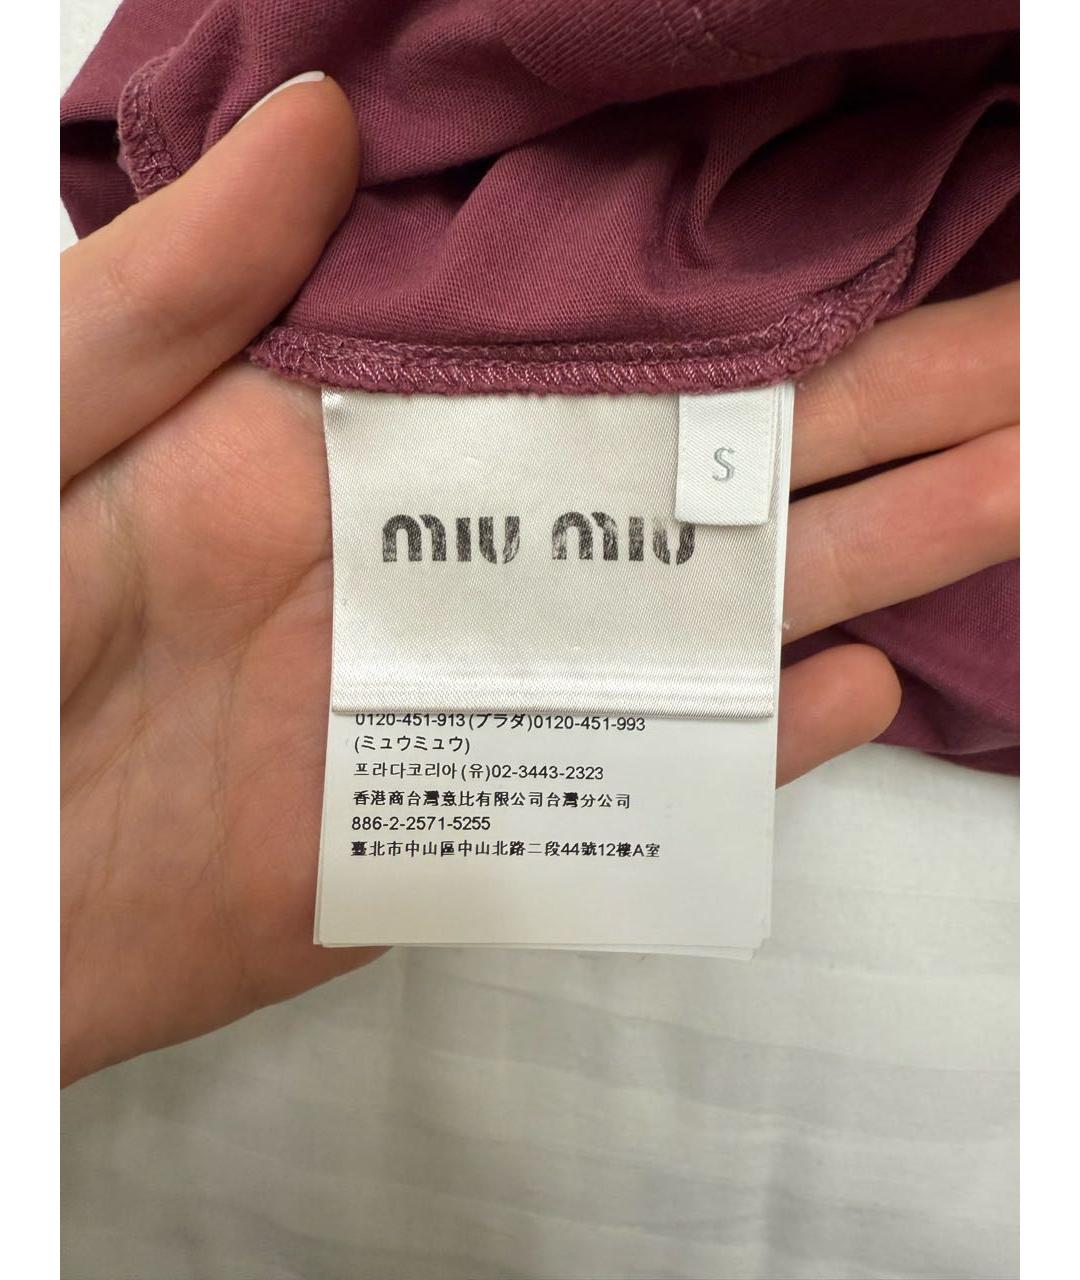 S
miu miu
0120-451-913(プラダ)0120-451-993
(ミュウミュウ)
프라다코리아(유)02-3443-2323
香港商台灣意比有限公司台灣分公司
886-2-2571-5255
臺北市中山區中山北路二段44號12樓A室